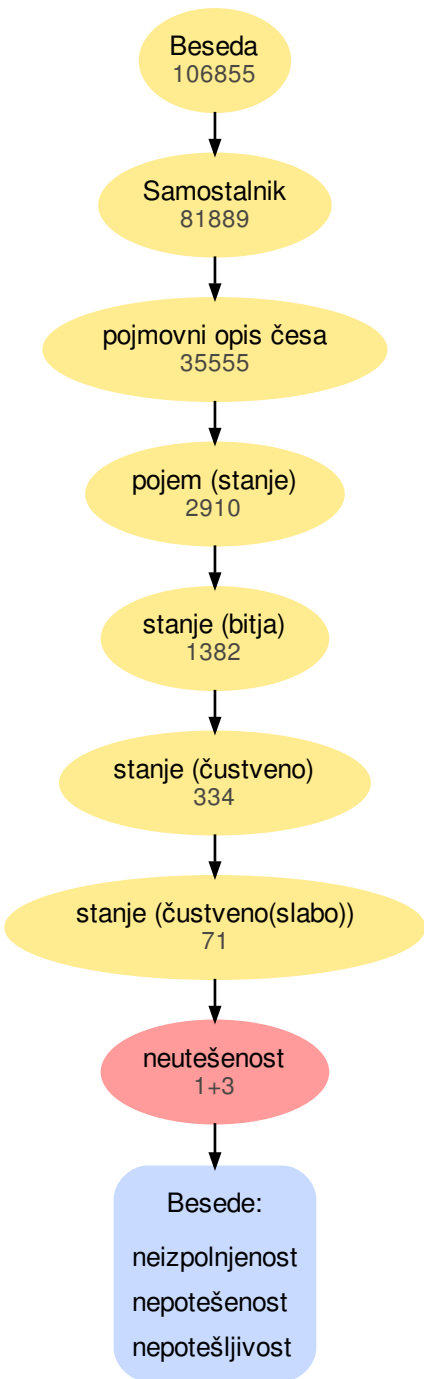 Beseda
106855
Samostalnik
81889
pojmovni opis česa
35555
pojem (stanje)
2910
stanje (bitja)
1382
stanje (čustveno)
334
stanje (čustveno(slabo))
71
neutešenost
1+3
Besede:
neizpolnjenost
nepotešenost
nepotešljivost